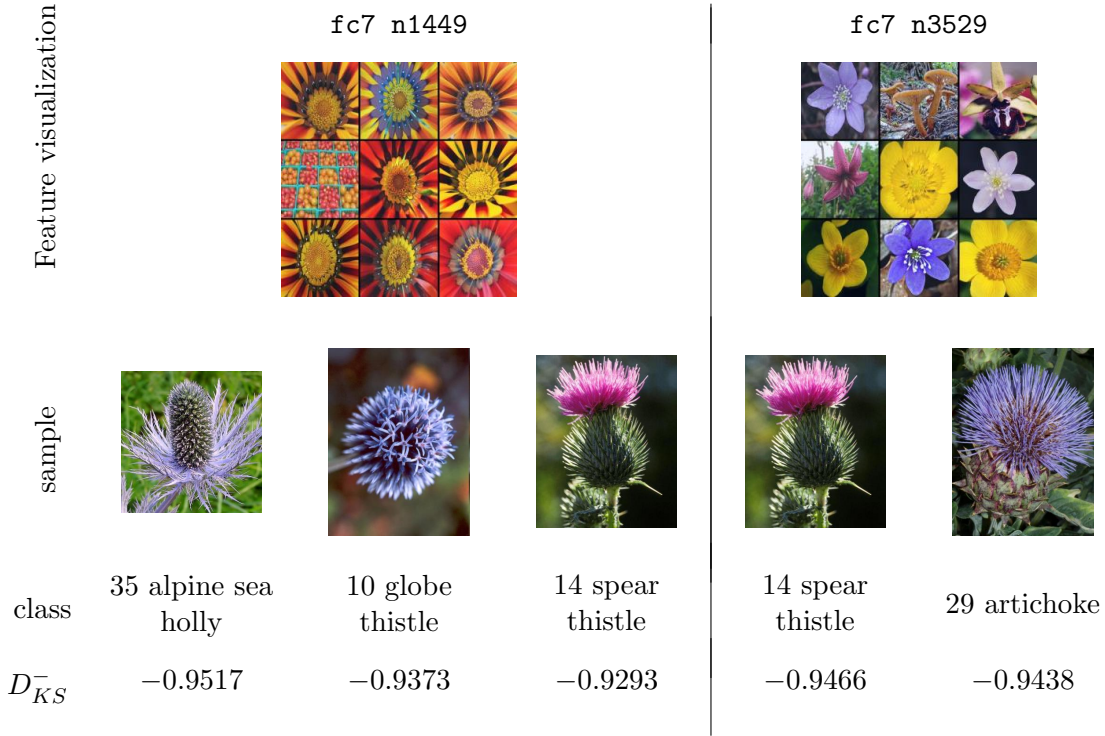 fc7 n1449
fc7 n3529
Feature visualization
sample
class
35 alpine sea
holly
10 globe
thistle
14 spear
thistle
14 spear
thistle
29 artichoke
D⁻_KS
−0.9517
−0.9373
−0.9293
−0.9466
−0.9438